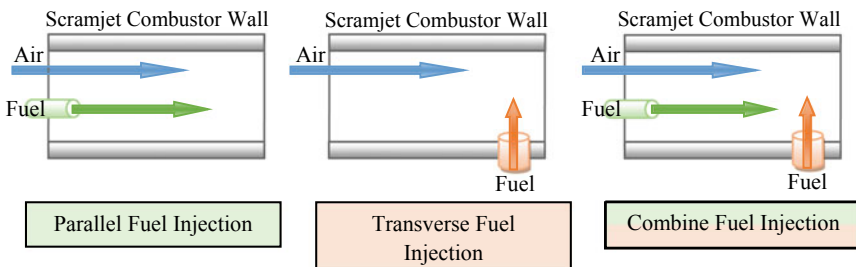 Scramjet Combustor Wall
Air
Fuel
Parallel Fuel Injection
Scramjet Combustor Wall
Air
Fuel
Transverse Fuel
Injection
Scramjet Combustor Wall
Air
Fuel
Fuel
Combine Fuel Injection